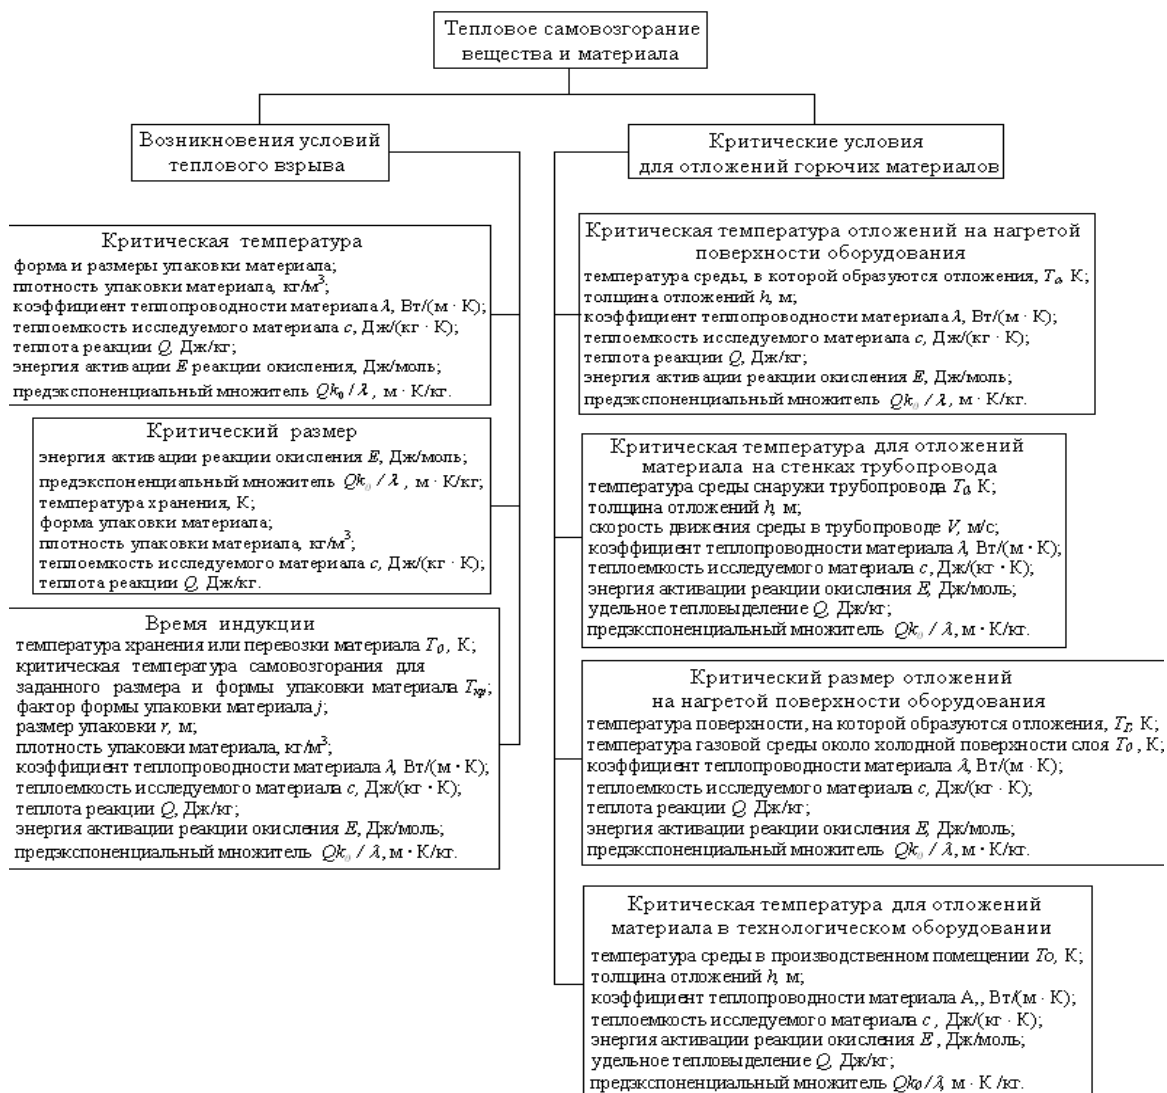 Тепловое самовозгорание
вещества и материала
Возникновения условий
теплового взрыва
Критические условия
для отложений горючих материалов
Критическая температура
форма и размеры упаковки материала;
плотность упаковки материала, кг/м³;
коэффициент теплопроводности материала λ, Вт/(м · К);
теплоемкость исследуемого материала c, Дж/(кг · К);
теплота реакции Q, Дж/кг;
энергия активации E реакции окисления, Дж/моль;
предэкспоненциальный множитель Qk₀ / λ, м · К/кг.
Критический размер
энергия активации реакции окисления E, Дж/моль;
предэкспоненциальный множитель Qk₀ / λ, м · К/кг;
температура хранения, К;
форма упаковки материала;
плотность упаковки материала, кг/м³;
теплоемкость исследуемого материала c, Дж/(кг · К);
теплота реакции Q, Дж/кг.
Время индукции
температура хранения или перевозки материала T₀, К;
критическая температура самовозгорания для
заданного размера и формы упаковки материала Tкр;
фактор формы упаковки материала j;
размер упаковки r, м;
плотность упаковки материала, кг/м³;
коэффициент теплопроводности материала λ, Вт/(м · К);
теплоемкость исследуемого материала c, Дж/(кг · К);
теплота реакции Q, Дж/кг;
энергия активации реакции окисления E, Дж/моль;
предэкспоненциальный множитель Qk₀ / λ, м · К/кг.
Критическая температура отложений на нагретой
поверхности оборудования
температура среды, в которой образуются отложения, T₀, К;
толщина отложений h, м;
коэффициент теплопроводности материала λ, Вт/(м · К);
теплоемкость исследуемого материала c, Дж/(кг · К);
теплота реакции Q, Дж/кг;
энергия активации реакции окисления E, Дж/моль;
предэкспоненциальный множитель Qk₀ / λ, м · К/кг.
Критическая температура для отложений
материала на стенках трубопровода
температура среды снаружи трубопровода T₀, К;
толщина отложений h, м;
скорость движения среды в трубопроводе V, м/с;
коэффициент теплопроводности материала λ, Вт/(м · К);
теплоемкость исследуемого материала c, Дж/(кг · К);
энергия активации реакции окисления E, Дж/моль;
удельное тепловыделение Q, Дж/кг;
предэкспоненциальный множитель Qk₀ / λ, м · К/кг.
Критический размер отложений
на нагретой поверхности оборудования
температура поверхности, на которой образуются отложения, TГ, К;
температура газовой среды около холодной поверхности слоя T₀, К;
коэффициент теплопроводности материала λ, Вт/(м · К);
теплоемкость исследуемого материала c, Дж/(кг · К);
теплота реакции Q, Дж/кг;
энергия активации реакции окисления E, Дж/моль;
предэкспоненциальный множитель Qk₀ / λ, м · К/кг.
Критическая температура для отложений
материала в технологическом оборудовании
температура среды в производственном помещении To, К;
толщина отложений h, м;
коэффициент теплопроводности материала A,, Вт/(м · К);
теплоемкость исследуемого материала c, Дж/(кг · К);
энергия активации реакции окисления E, Дж/моль;
удельное тепловыделение Q, Дж/кг;
предэкспоненциальный множитель Qk₀/λ, м · К /кг.